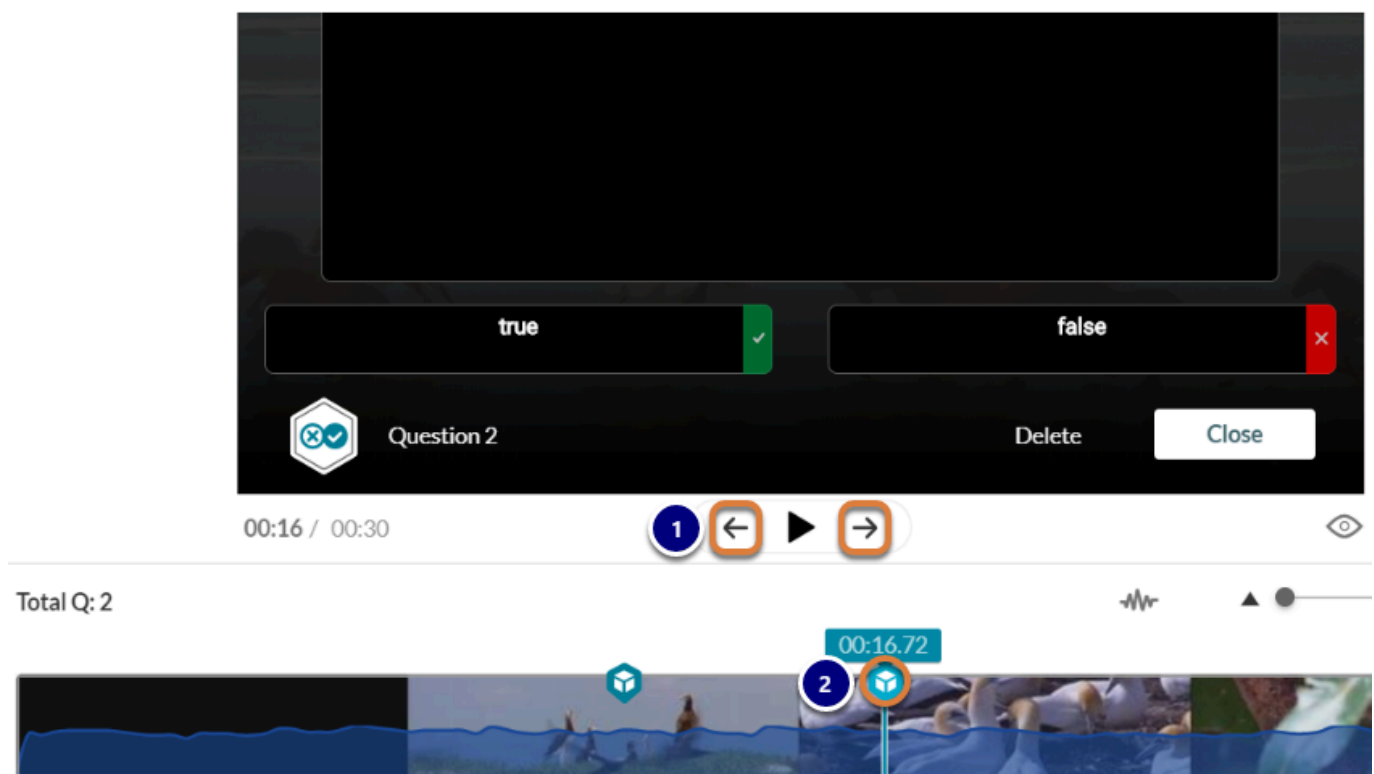 true
false
Question 2
Delete
Close
00:16 / 00:30
1
Total Q: 2
00:16.72
2